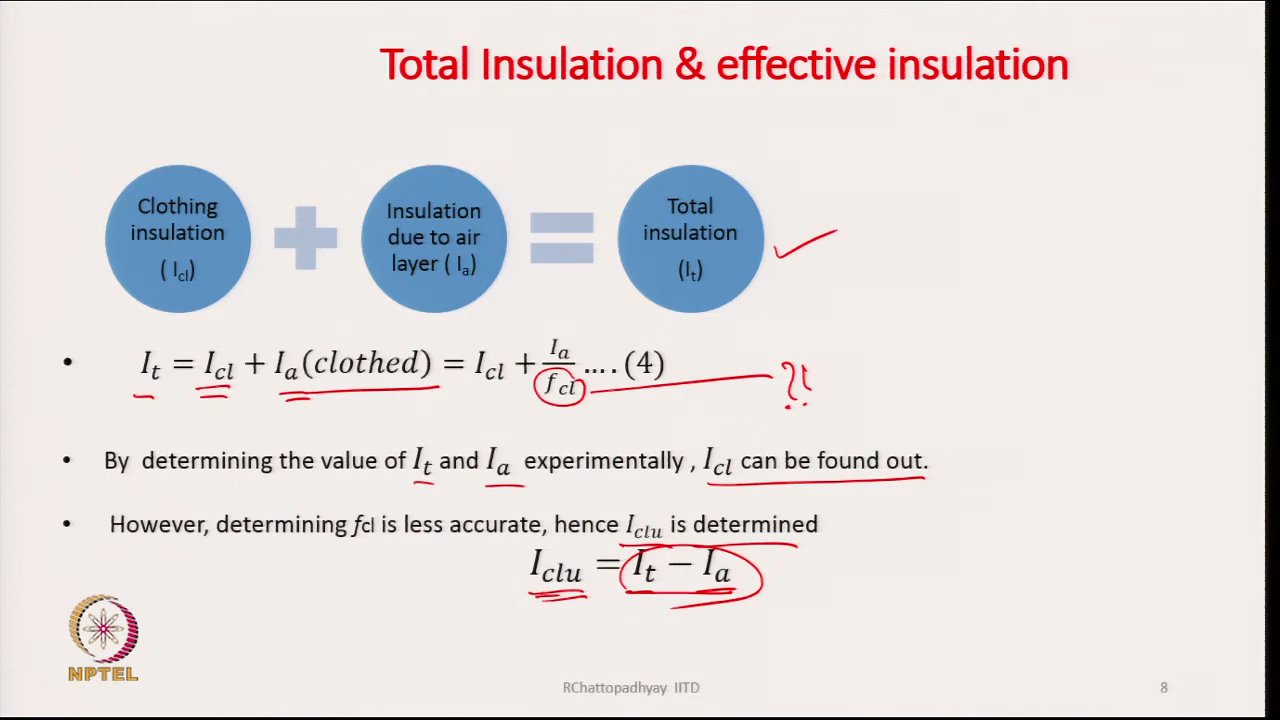 Total Insulation & effective insulation
Clothing
insulation
( Icl)
Insulation
due to air
layer ( Ia)
Total
insulation
(It)
• It = Icl + Ia(clothed) = Icl + Ia/fcl .... (4)
?!
• By determining the value of It and Ia experimentally , Icl can be found out.
• However, determining fcl is less accurate, hence Iclu is determined
Iclu = It − Ia
NPTEL
RChattopadhyay IITD
8